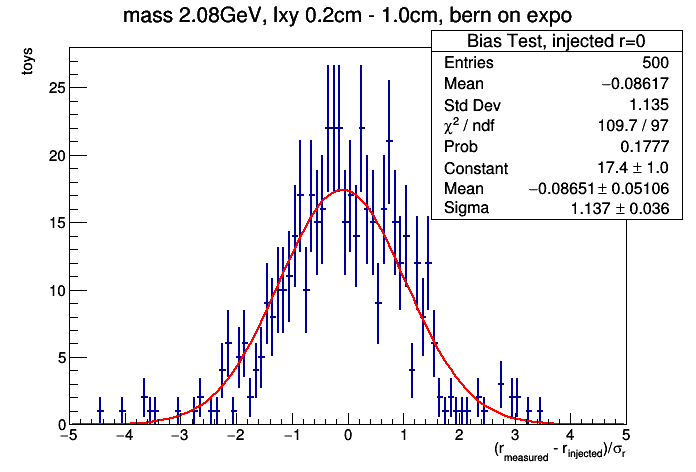 mass 2.08GeV, lxy 0.2cm - 1.0cm, bern on expo
toys
Bias Test, injected r=0
Entries 500
Mean −0.08617
Std Dev 1.135
χ² / ndf 109.7 / 97
Prob 0.1777
Constant 17.4 ± 1.0
Mean −0.08651 ± 0.05106
Sigma 1.137 ± 0.036
25
20
15
10
5
0
−5 −4 −3 −2 −1 0 1 2 3 4 5
(r_measured - r_injected)/σ_r